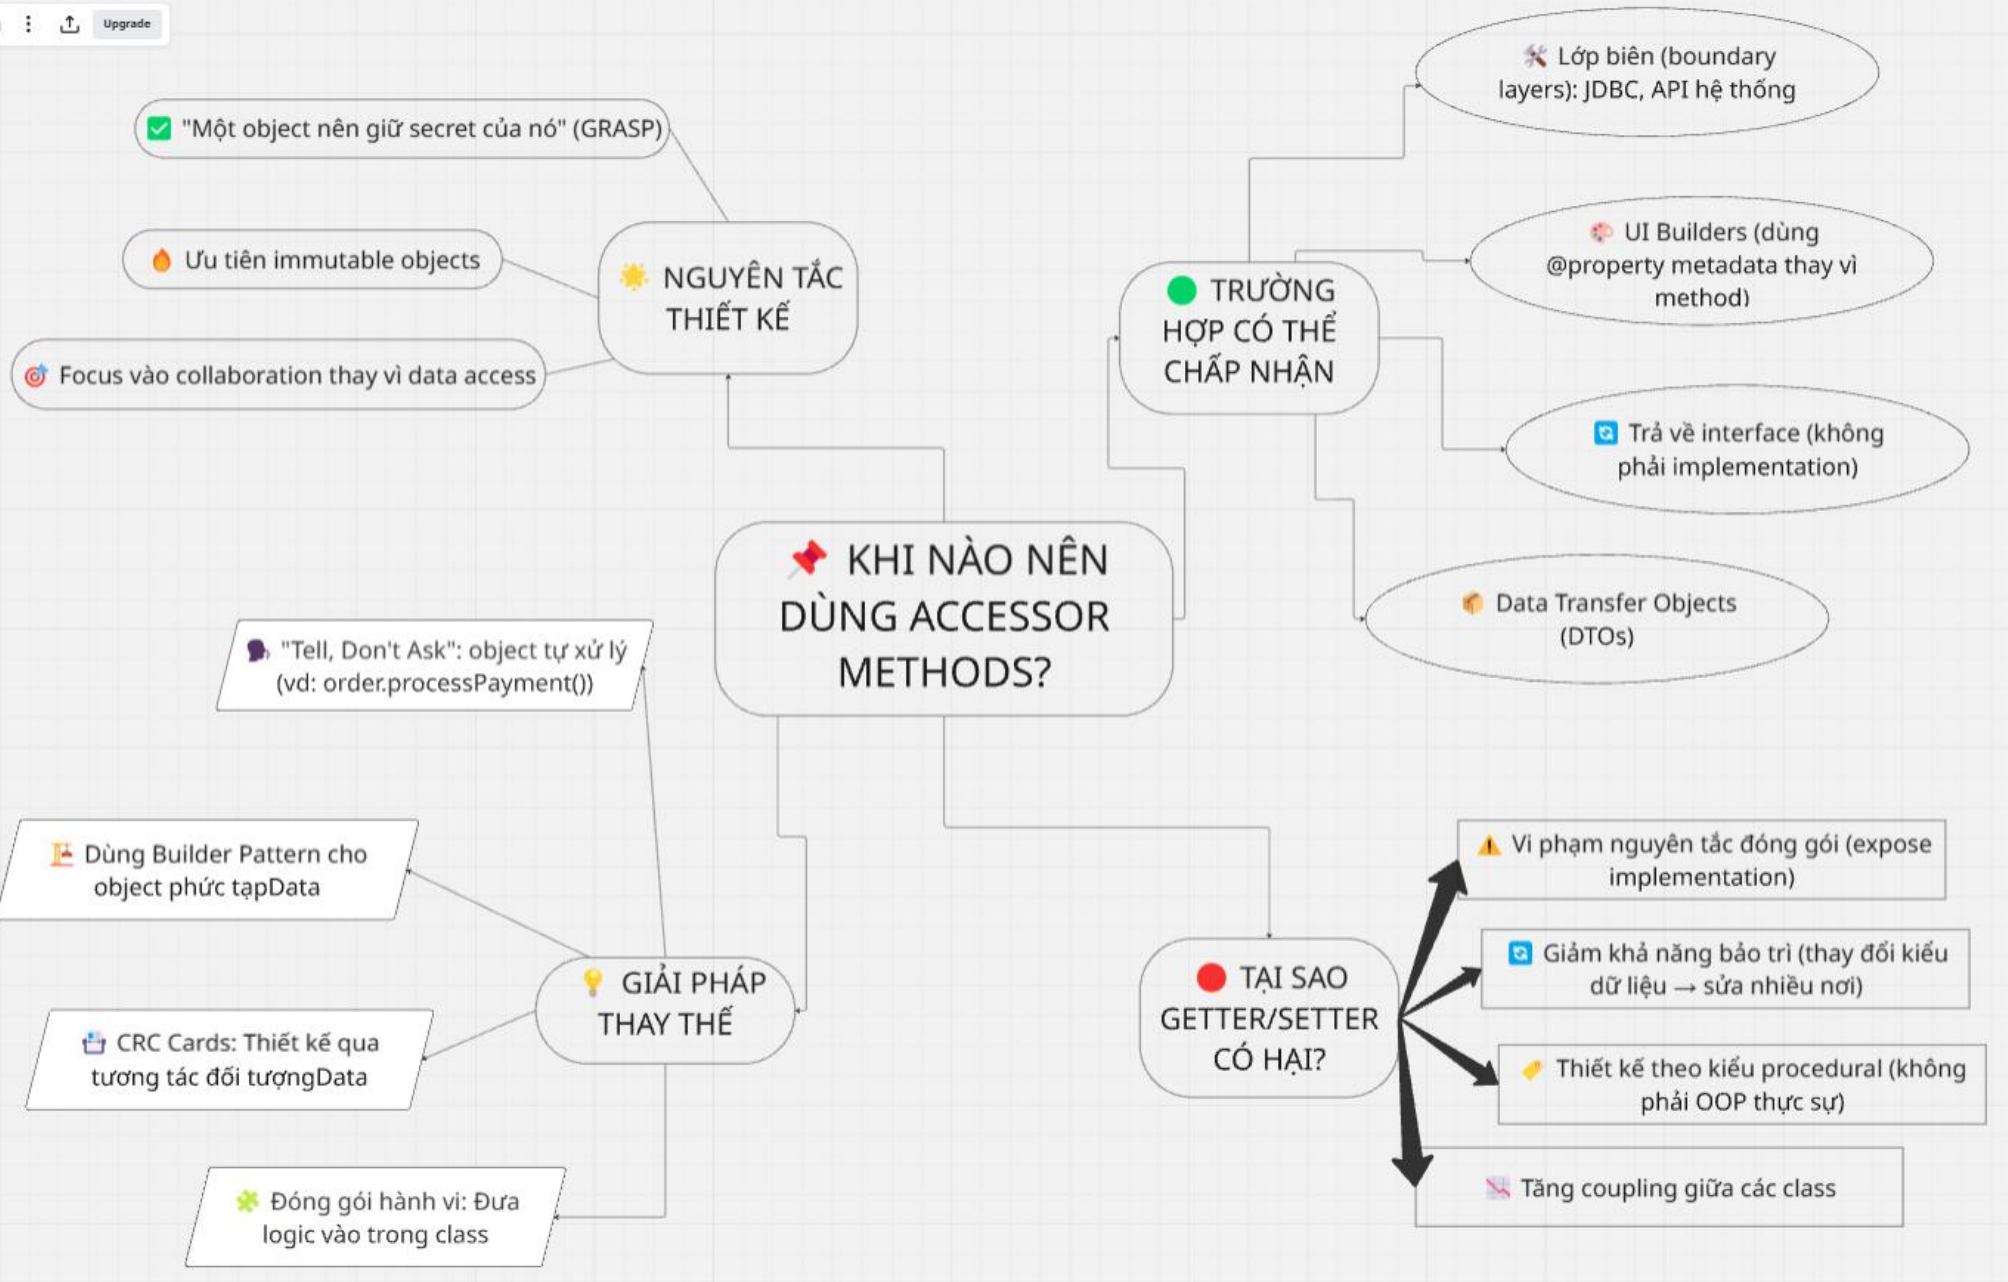 Upgrade
✅ "Một object nên giữ secret của nó" (GRASP)
🔥 Ưu tiên immutable objects
🎯 Focus vào collaboration thay vì data access
🌟 NGUYÊN TẮC
THIẾT KẾ
🛠️ Lớp biên (boundary
layers): JDBC, API hệ thống
🎨 UI Builders (dùng
@property metadata thay vì
method)
🟢 TRƯỜNG
HỢP CÓ THỂ
CHẤP NHẬN
🔄 Trả về interface (không
phải implementation)
📦 Data Transfer Objects
(DTOs)
📌 KHI NÀO NÊN
DÙNG ACCESSOR
METHODS?
🗣️ "Tell, Don't Ask": object tự xử lý
(vd: order.processPayment())
🏗️ Dùng Builder Pattern cho
object phức tạpData
📇 CRC Cards: Thiết kế qua
tương tác đối tượngData
🧩 Đóng gói hành vi: Đưa
logic vào trong class
💡 GIẢI PHÁP
THAY THẾ
🔴 TẠI SAO
GETTER/SETTER
CÓ HẠI?
⚠️ Vi phạm nguyên tắc đóng gói (expose
implementation)
🔄 Giảm khả năng bảo trì (thay đổi kiểu
dữ liệu → sửa nhiều nơi)
🏷️ Thiết kế theo kiểu procedural (không
phải OOP thực sự)
📉 Tăng coupling giữa các class